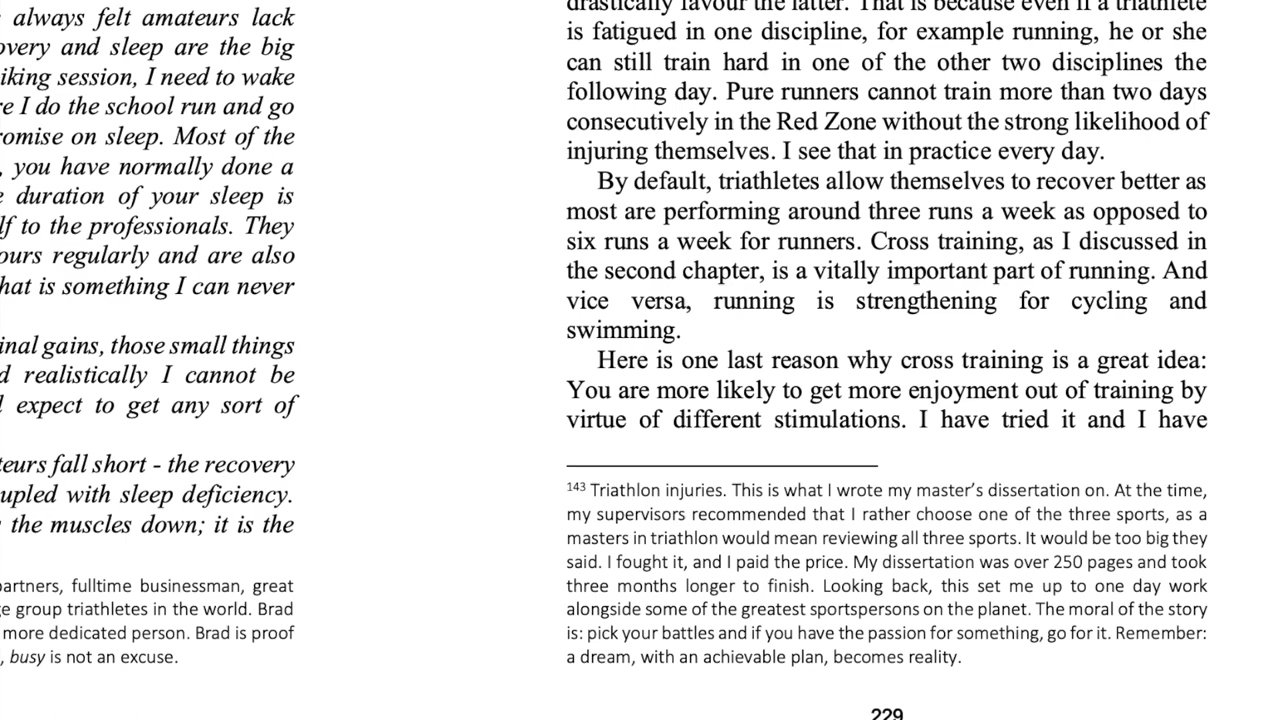 always felt amateurs lack
overy and sleep are the big
iking session, I need to wake
re I do the school run and go
romise on sleep. Most of the
, you have normally done a
e duration of your sleep is
lf to the professionals. They
ours regularly and are also
hat is something I can never
inal gains, those small things
d realistically I cannot be
l expect to get any sort of
teurs fall short - the recovery
upled with sleep deficiency.
g the muscles down; it is the
partners, fulltime businessman, great
ge group triathletes in the world. Brad
more dedicated person. Brad is proof
, busy is not an excuse.
drastically favour the latter. That is because even if a triathlete
is fatigued in one discipline, for example running, he or she
can still train hard in one of the other two disciplines the
following day. Pure runners cannot train more than two days
consecutively in the Red Zone without the strong likelihood of
injuring themselves. I see that in practice every day.
By default, triathletes allow themselves to recover better as
most are performing around three runs a week as opposed to
six runs a week for runners. Cross training, as I discussed in
the second chapter, is a vitally important part of running. And
vice versa, running is strengthening for cycling and
swimming.
Here is one last reason why cross training is a great idea:
You are more likely to get more enjoyment out of training by
virtue of different stimulations. I have tried it and I have
143 Triathlon injuries. This is what I wrote my master's dissertation on. At the time,
my supervisors recommended that I rather choose one of the three sports, as a
masters in triathlon would mean reviewing all three sports. It would be too big they
said. I fought it, and I paid the price. My dissertation was over 250 pages and took
three months longer to finish. Looking back, this set me up to one day work
alongside some of the greatest sportspersons on the planet. The moral of the story
is: pick your battles and if you have the passion for something, go for it. Remember:
a dream, with an achievable plan, becomes reality.
229